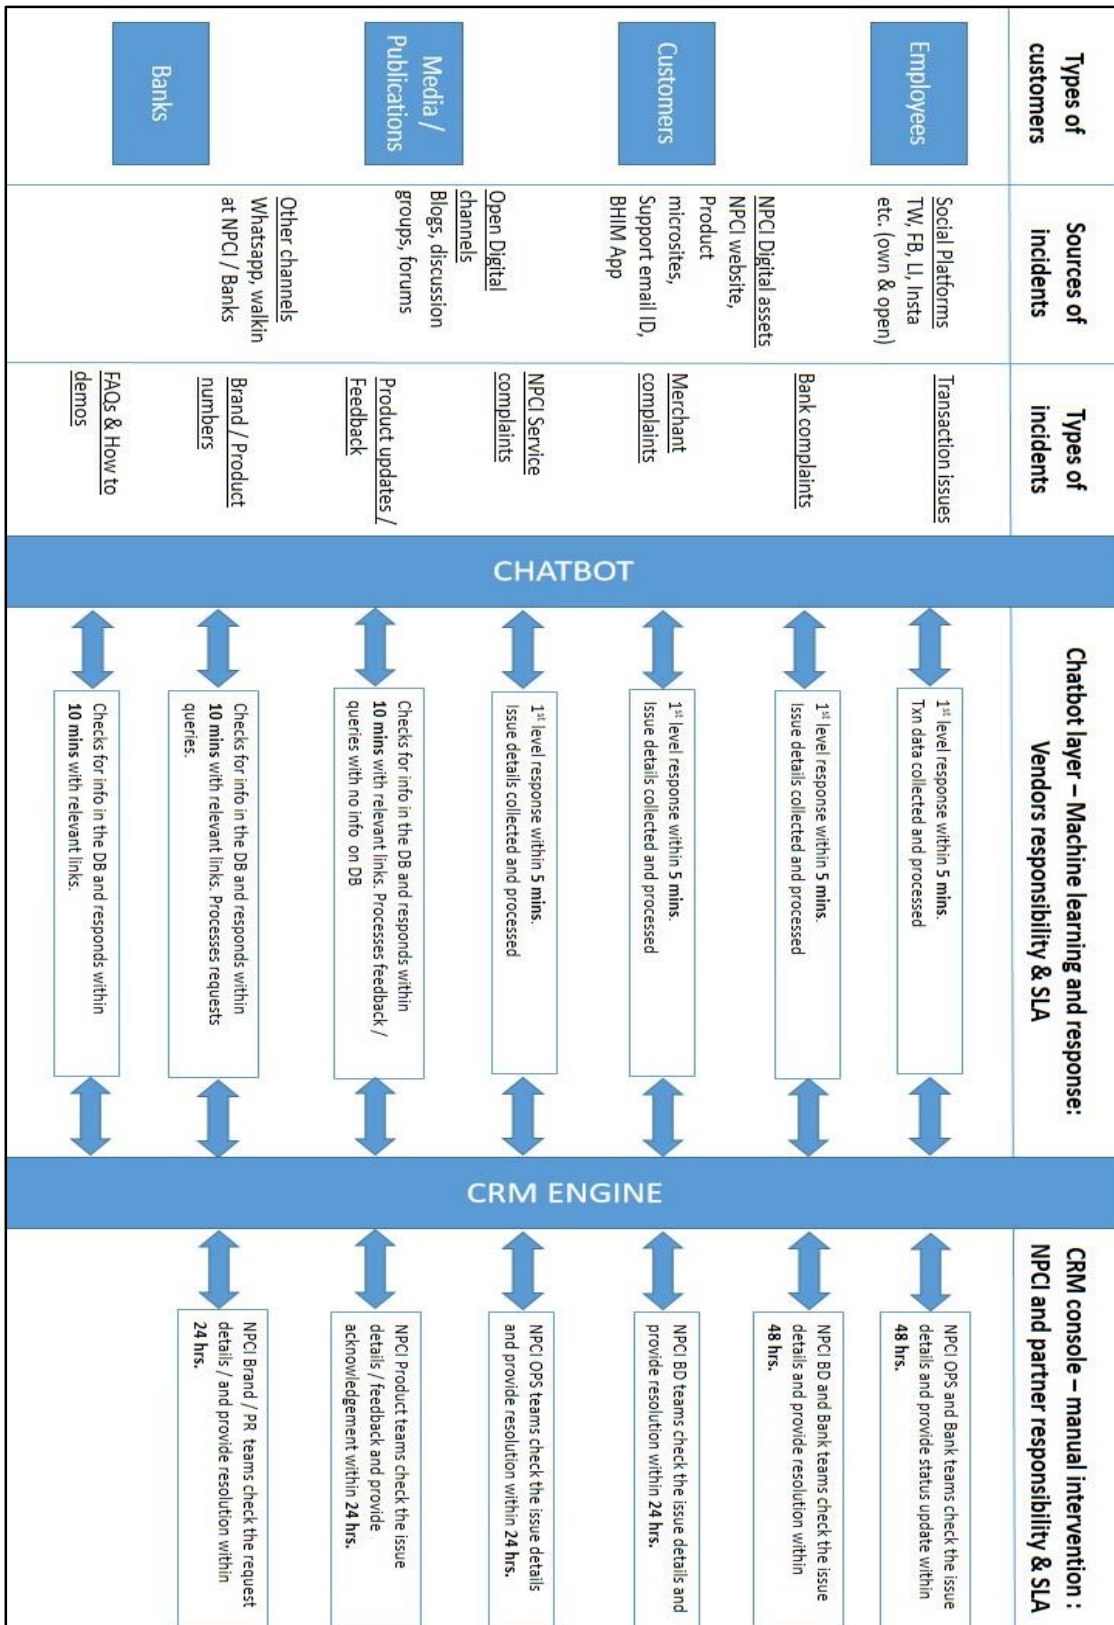 Types of
customers
Sources of
incidents
Types of
incidents
Chatbot layer – Machine learning and response:
Vendors responsibility & SLA
CRM console – manual intervention :
NPCI and partner responsibility & SLA
Employees
Customers
Media /
Publications
Banks
Social Platforms
TW, FB, LI, Insta
etc. (own & open)
NPCI Digital assets
NPCI website,
Product
microsites,
Support email ID,
BHIM App
Open Digital
channels
Blogs, discussion
groups, forums
Other channels
Whatsapp, walkin
at NPCI / Banks
Transaction issues
Bank complaints
Merchant
complaints
NPCI Service
complaints
Product updates /
Feedback
Brand / Product
numbers
FAQs & How to
demos
CHATBOT
1st level response within 5 mins.
Txn data collected and processed
1st level response within 5 mins.
Issue details collected and processed
1st level response within 5 mins.
Issue details collected and processed
1st level response within 5 mins.
Issue details collected and processed
Checks for info in the DB and responds within
10 mins with relevant links. Processes feedback /
queries with no info on DB
Checks for info in the DB and responds within
10 mins with relevant links. Processes requests
queries.
Checks for info in the DB and responds within
10 mins with relevant links.
CRM ENGINE
NPCI OPS and Bank teams check the issue
details and provide status update within
48 hrs.
NPCI BD and Bank teams check the issue
details and provide resolution within
48 hrs.
NPCI BD teams check the issue details and
provide resolution within 24 hrs.
NPCI OPS teams check the issue details
and provide resolution within 24 hrs.
NPCI Product teams check the issue
details / feedback and provide
acknowledgement within 24 hrs.
NPCI Brand / PR teams check the request
details / and provide resolution within
24 hrs.